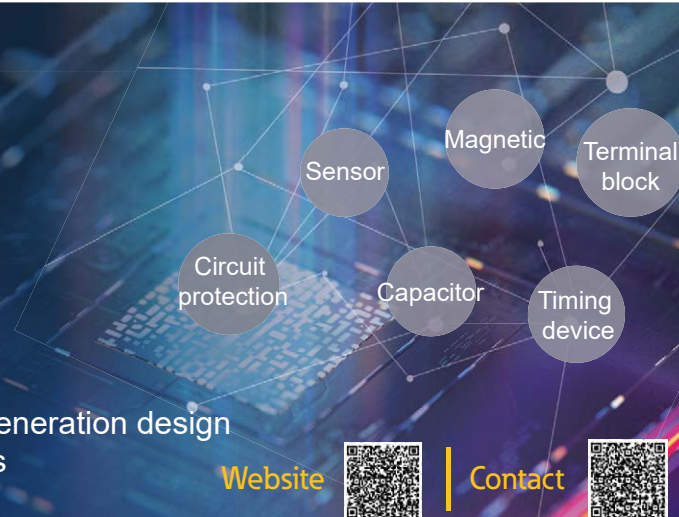 Magnetic
Terminal
block
Sensor
Circuit
protection
Capacitor
Timing
device
eneration design
s
Website
Contact